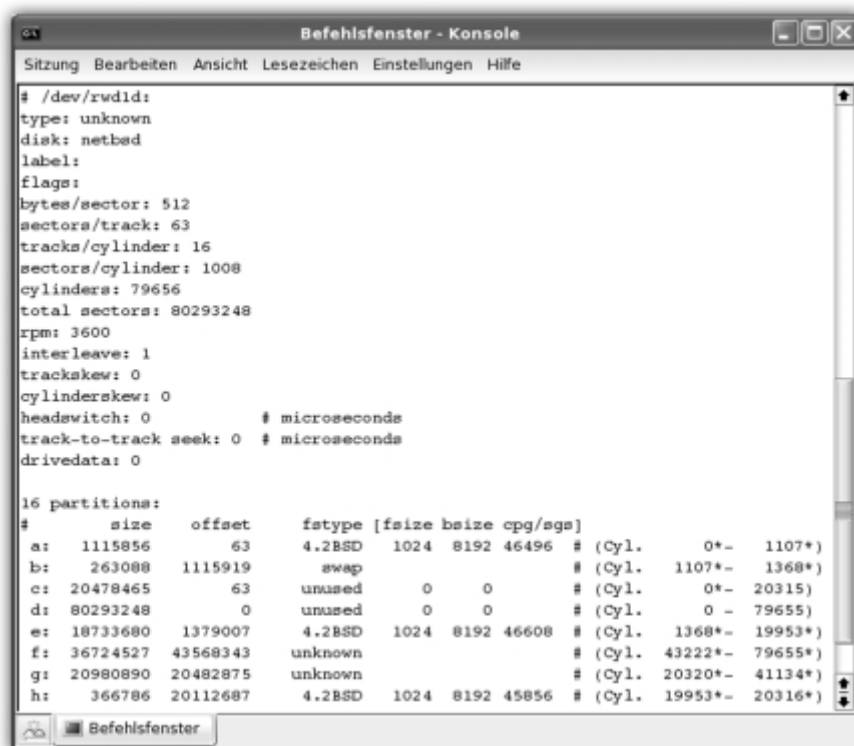 Befehlsfenster - Konsole
Sitzung Bearbeiten Ansicht Lesezeichen Einstellungen Hilfe
# /dev/rwd1d:
type: unknown
disk: netbsd
label:
flags:
bytes/sector: 512
sectors/track: 63
tracks/cylinder: 16
sectors/cylinder: 1008
cylinders: 79656
total sectors: 80293248
rpm: 3600
interleave: 1
trackskew: 0
cylinderskew: 0
headswitch: 0 # microseconds
track-to-track seek: 0 # microseconds
drivedata: 0
16 partitions:
# size offset fstype [fsize bsize cpg/sgs]
a: 1115856 63 4.2BSD 1024 8192 46496 # (Cyl. 0*- 1107*)
b: 263088 1115919 swap # (Cyl. 1107*- 1368*)
c: 20478465 63 unused 0 0 # (Cyl. 0*- 20315)
d: 80293248 0 unused 0 0 # (Cyl. 0 - 79655)
e: 18733680 1379007 4.2BSD 1024 8192 46608 # (Cyl. 1368*- 19953*)
f: 36724527 43568343 unknown # (Cyl. 43222*- 79655*)
g: 20980890 20482875 unknown # (Cyl. 20320*- 41134*)
h: 366786 20112687 4.2BSD 1024 8192 45856 # (Cyl. 19953*- 20316*)
Befehlsfenster